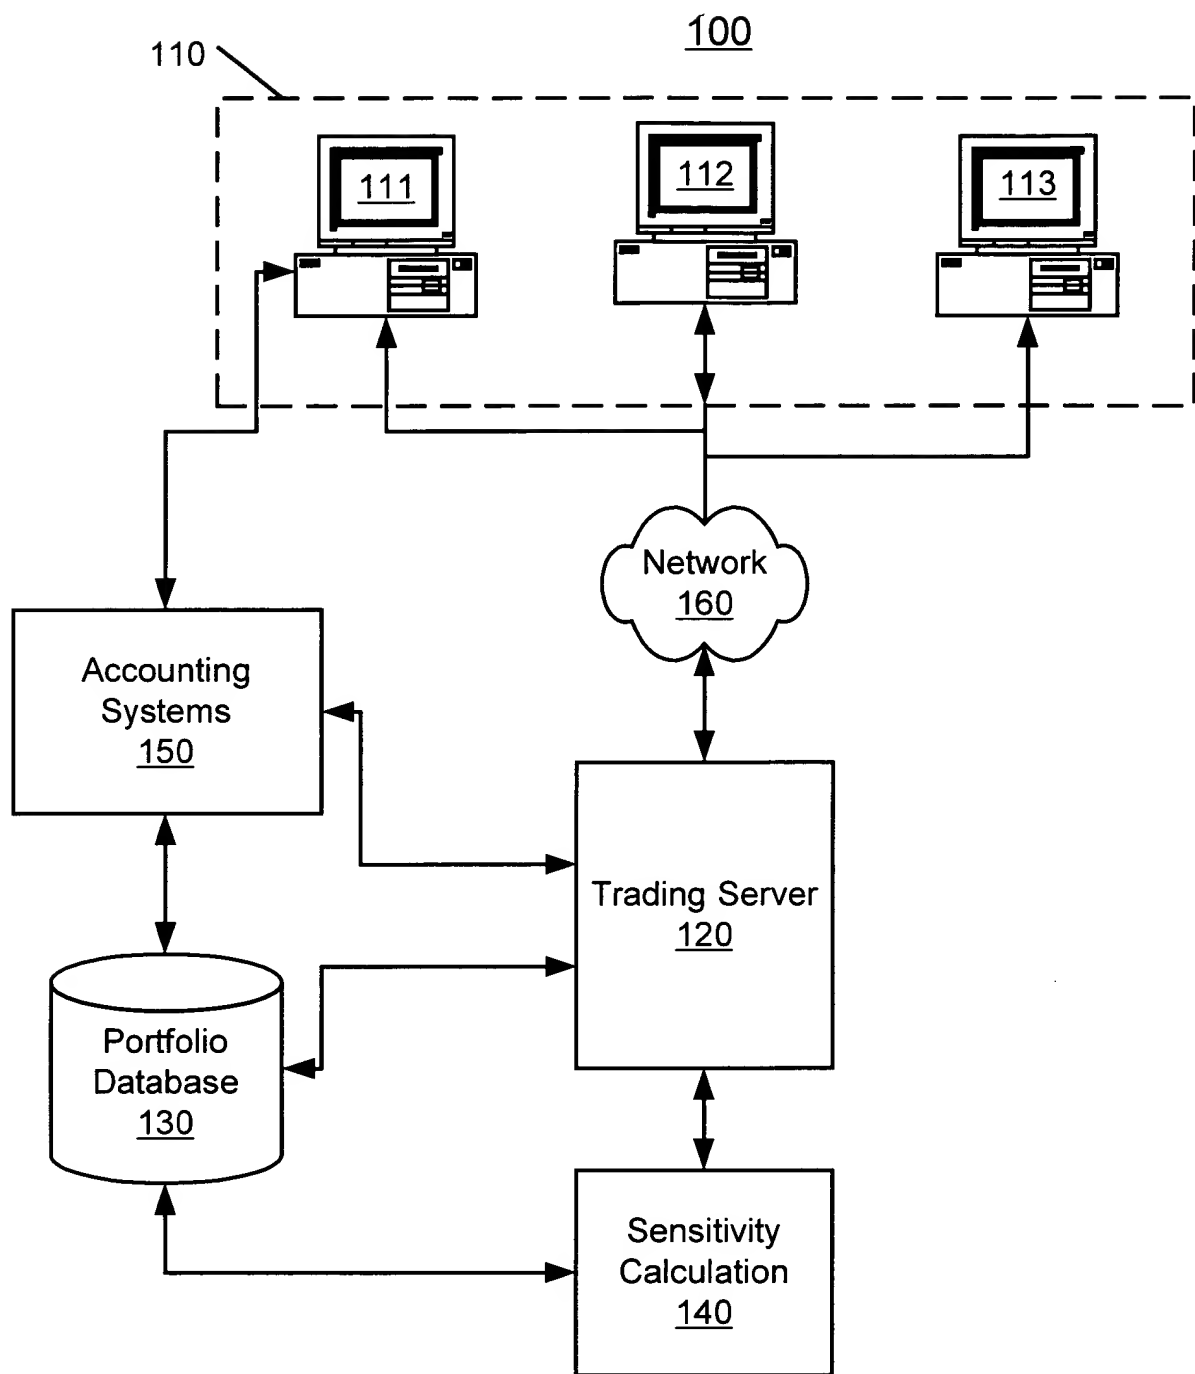 100
110
111
112
113
Network
160
Accounting
Systems
150
Trading Server
120
Portfolio
Database
130
Sensitivity
Calculation
140